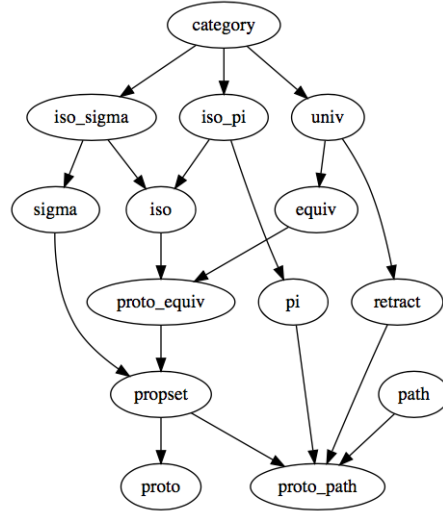 category
iso_sigma
iso_pi
univ
sigma
iso
equiv
proto_equiv
pi
retract
propset
path
proto
proto_path